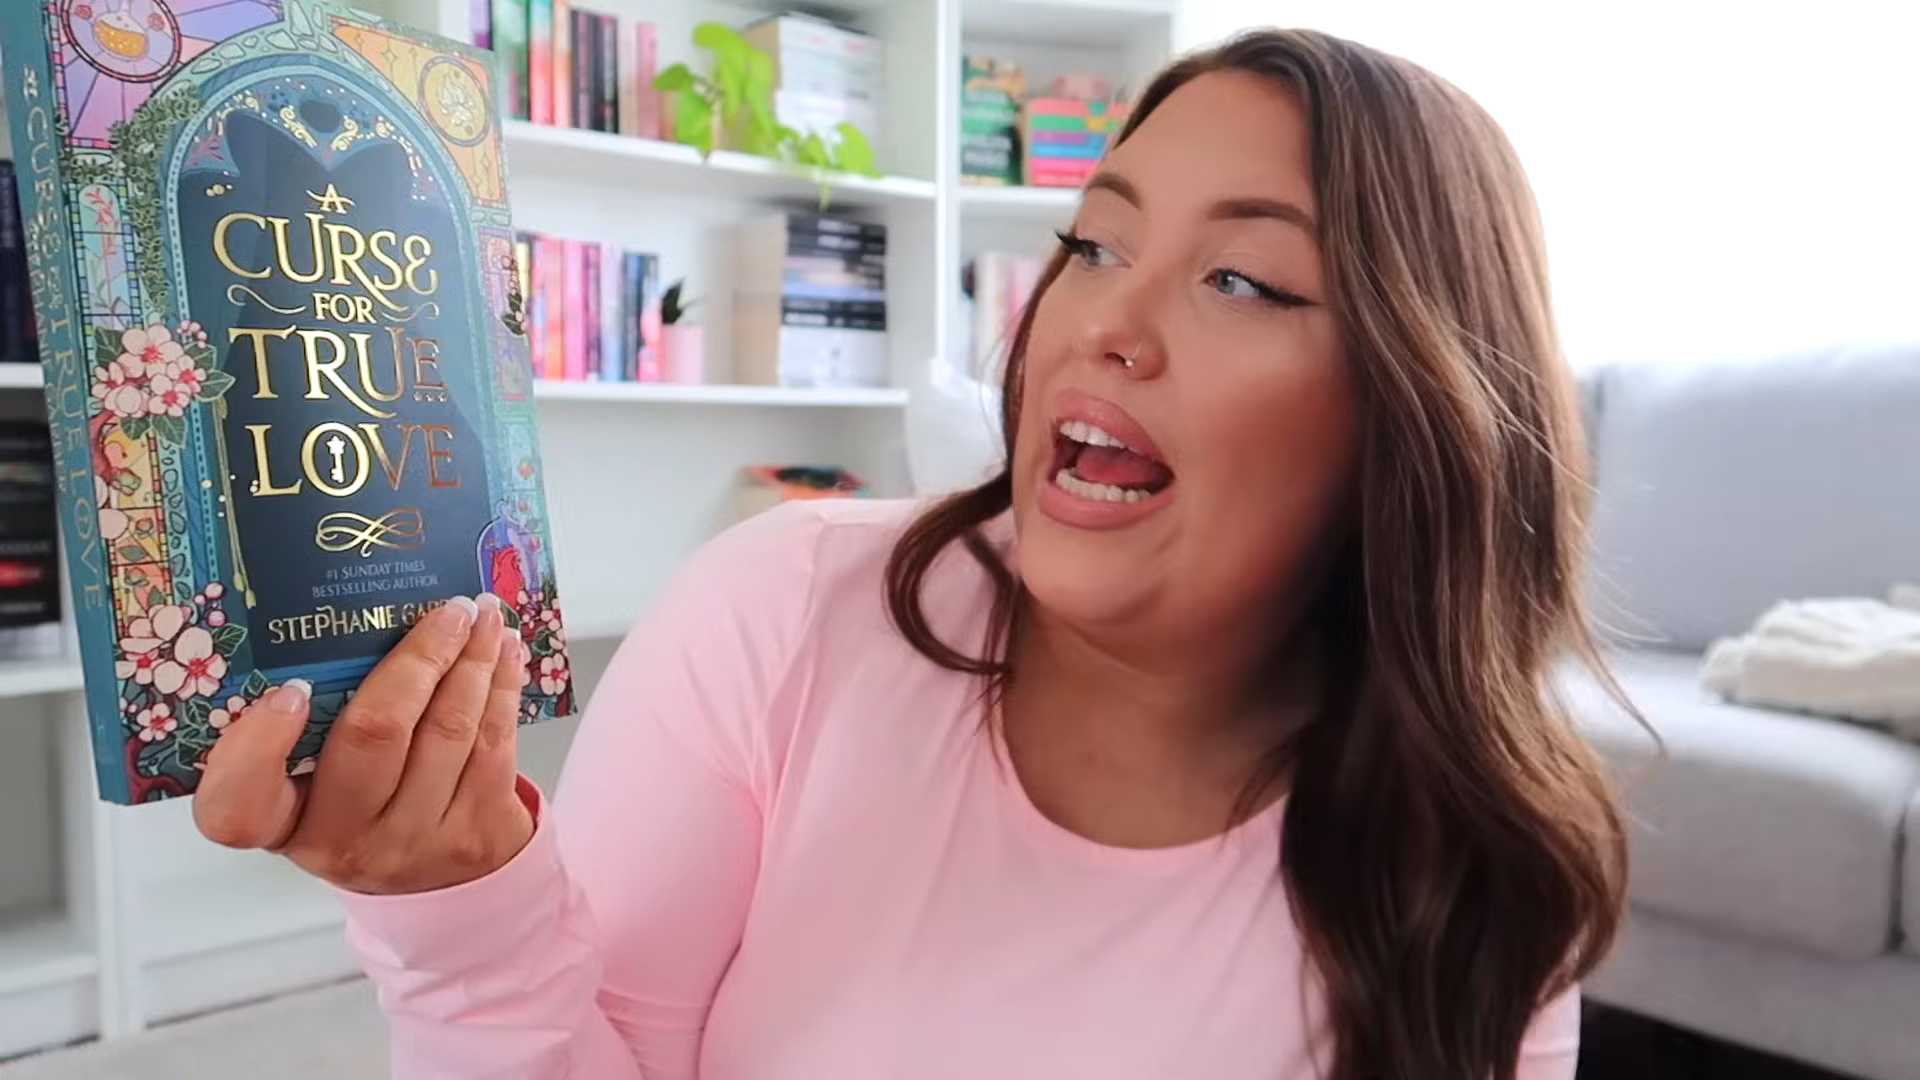 A
CURSE
FOR
TRUE
LOVE
#1 SUNDAY TIMES
BESTSELLING AUTHOR
STEPHANIE
A CURSE FOR TRUE LOVE